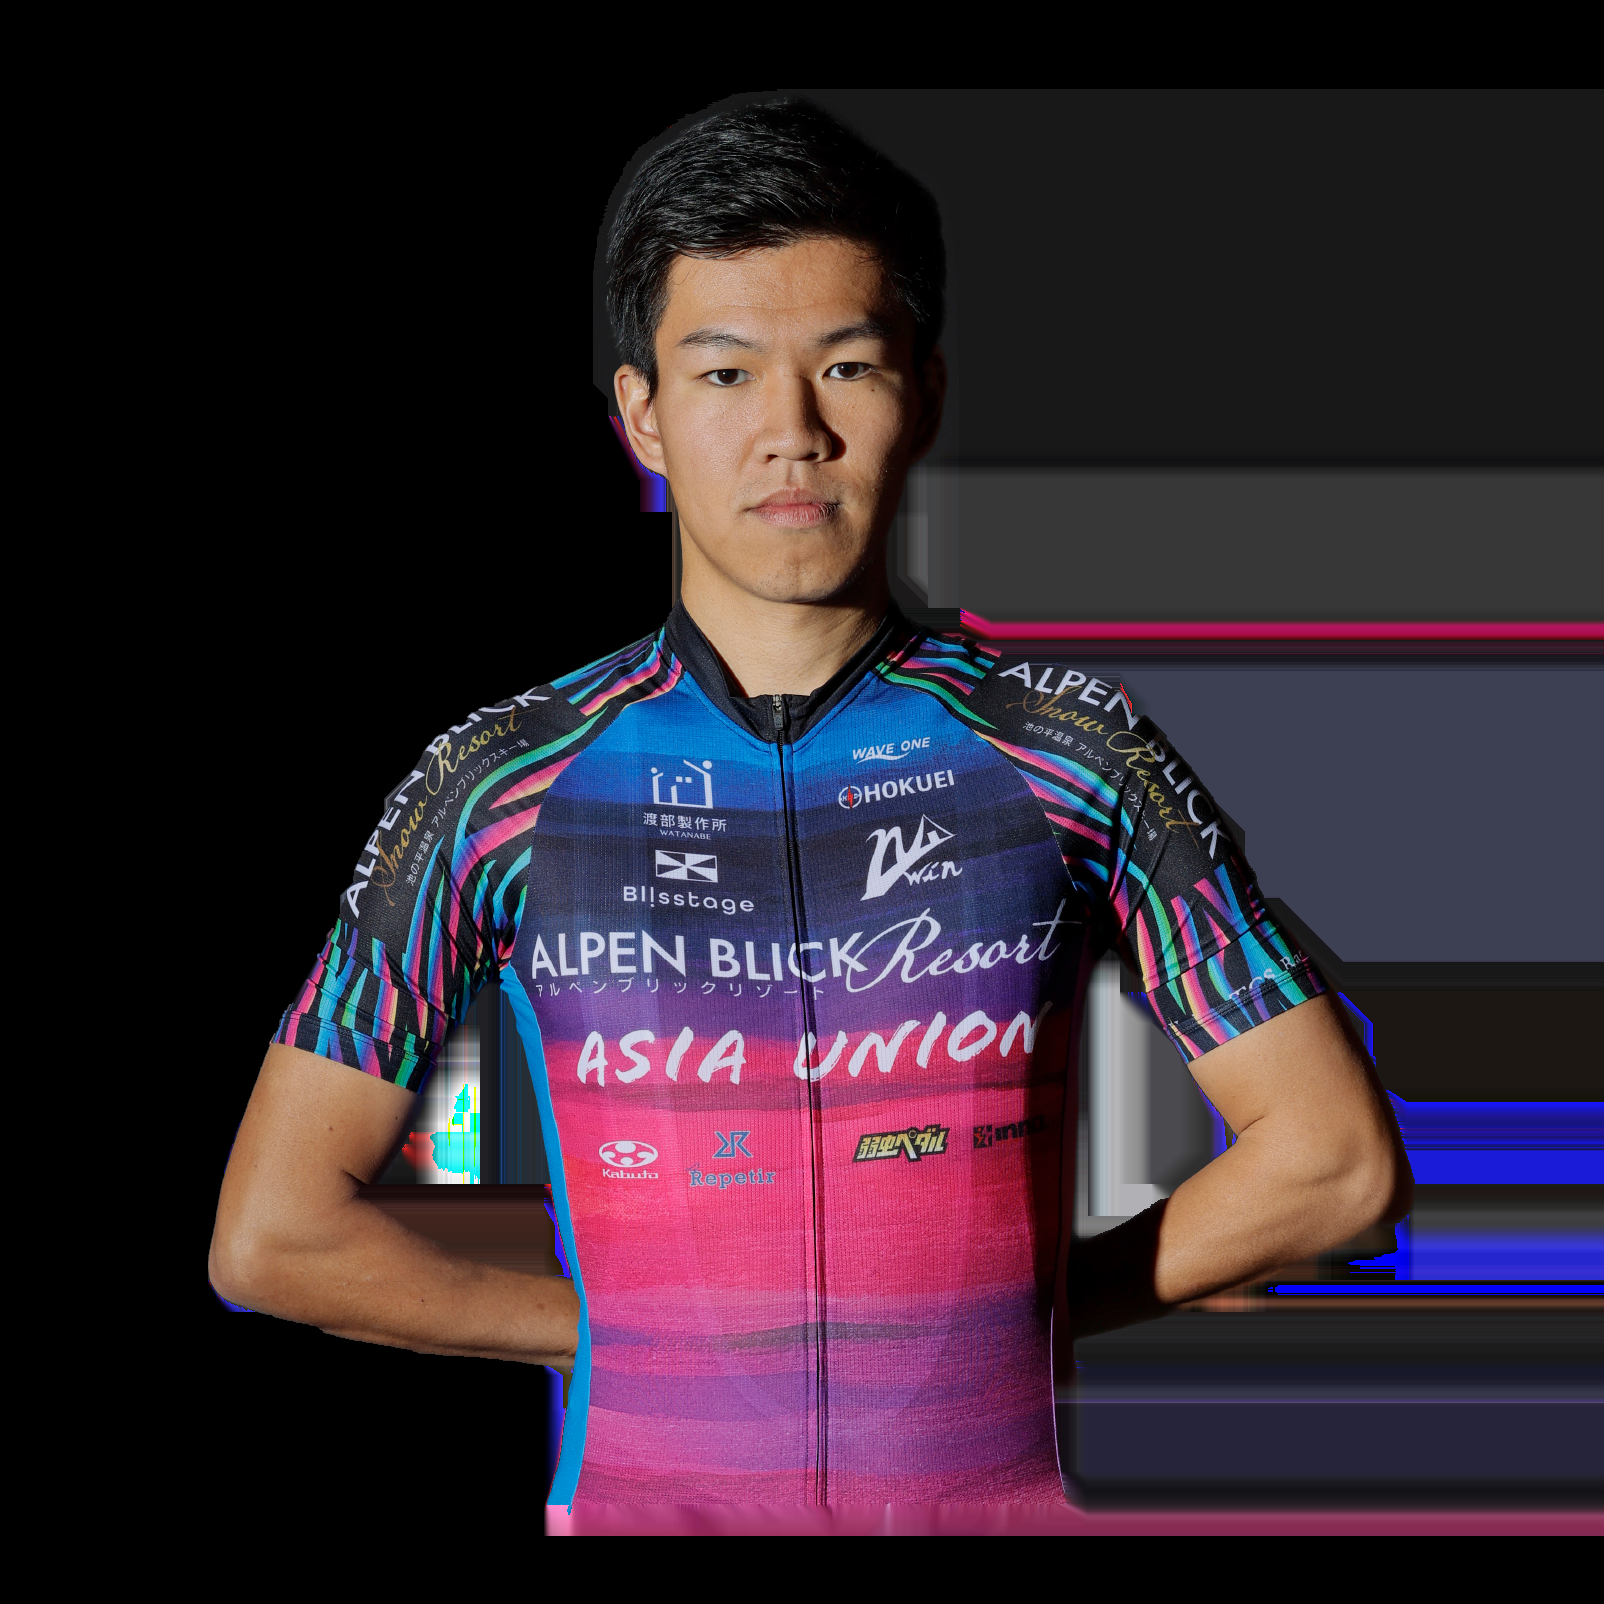 ALPEN BLICK
Snow Resort
池の平温泉 アルペンブリックスキー場
ALPEN BLICK
Snow Resort
池の平温泉 アルペンブリックスキー場
WAVE ONE
HOKUEI
渡部製作所
WATANABE
win
Bl!sstage
ALPEN BLICK Resort
アルペンブリックリゾート
ASIA UNION
Kabuto
Repetir
弱虫ペダル